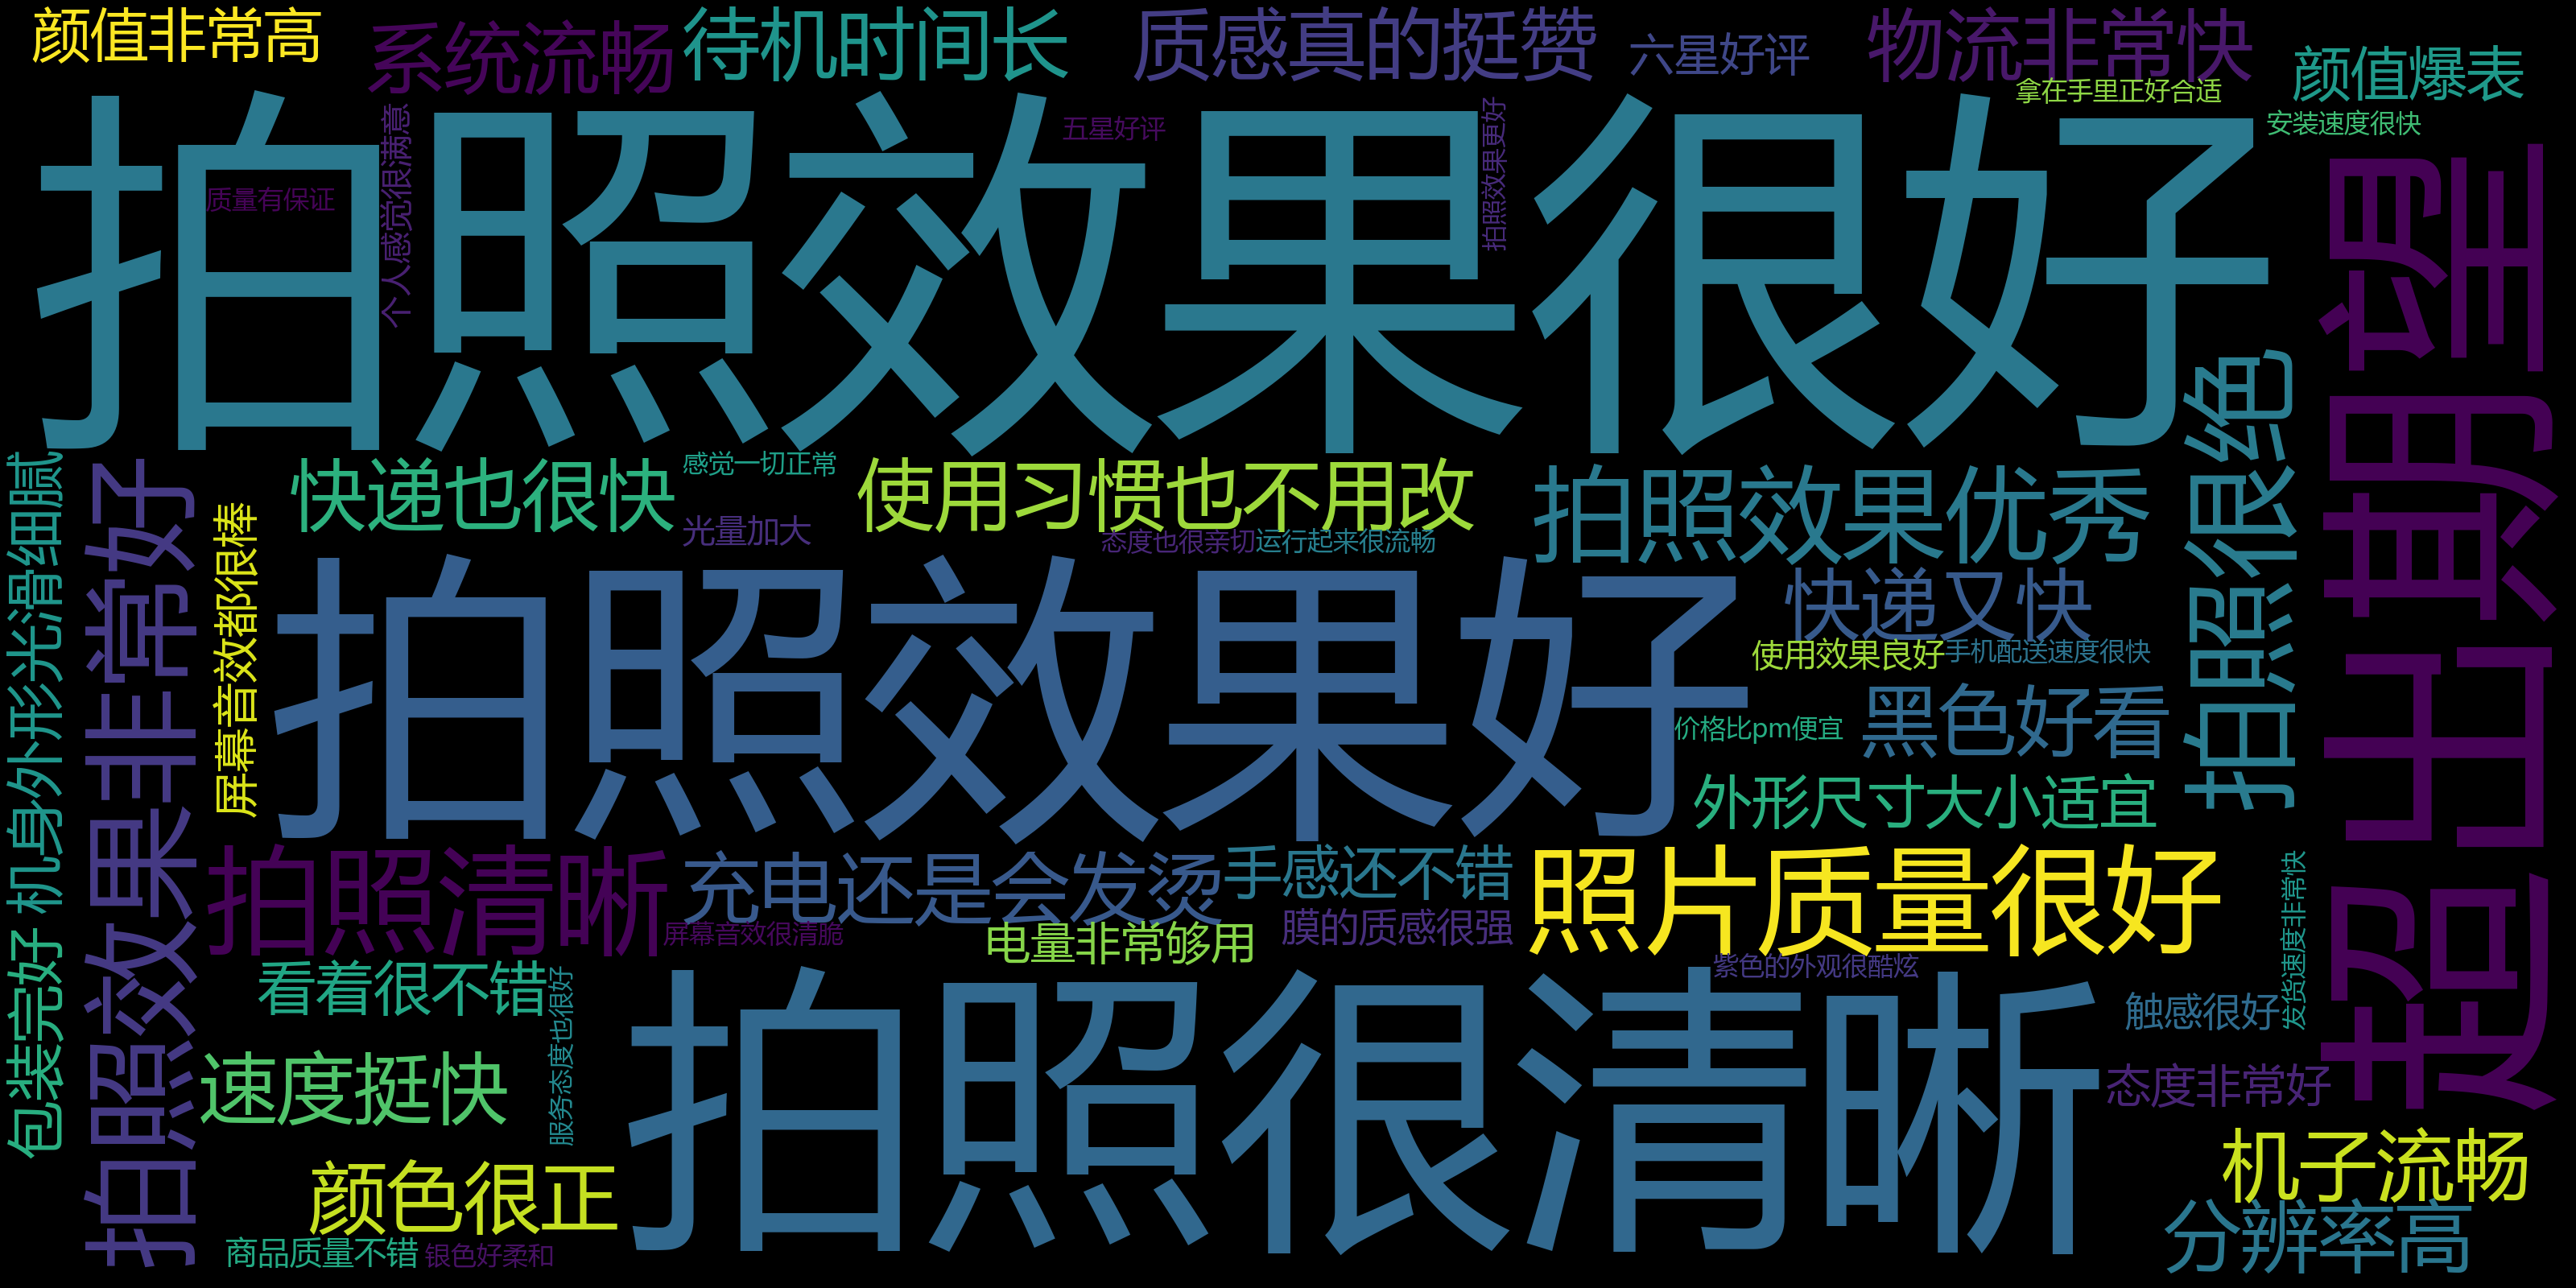 颜值非常高
系统流畅
待机时间长
质感真的挺赞
六星好评
物流非常快
颜值爆表
拿在手里正好合适
安装速度很快
五星好评
拍照效果很好
质量有保证
个人感觉很满意
拍照效果更好
超出期望
拍照很绝
快递也很快
感觉一切正常
使用习惯也不用改
拍照效果优秀
光量加大
态度也很亲切
运行起来很流畅
机身外形光滑细腻
拍照效果非常好
屏幕音效都很棒
拍照效果好
快递又快
使用效果良好
手机配送速度很快
黑色好看
价格比pm便宜
外形尺寸大小适宜
拍照清晰
充电还是会发烫
手感还不错
照片质量很好
屏幕音效很清脆
电量非常够用
膜的质感很强
紫色的外观很酷炫
发货速度非常快
包装完好
看着很不错
服务态度也很好
拍照很清晰
触感很好
速度挺快
态度非常好
颜色很正
机子流畅
分辨率高
商品质量不错
银色好柔和